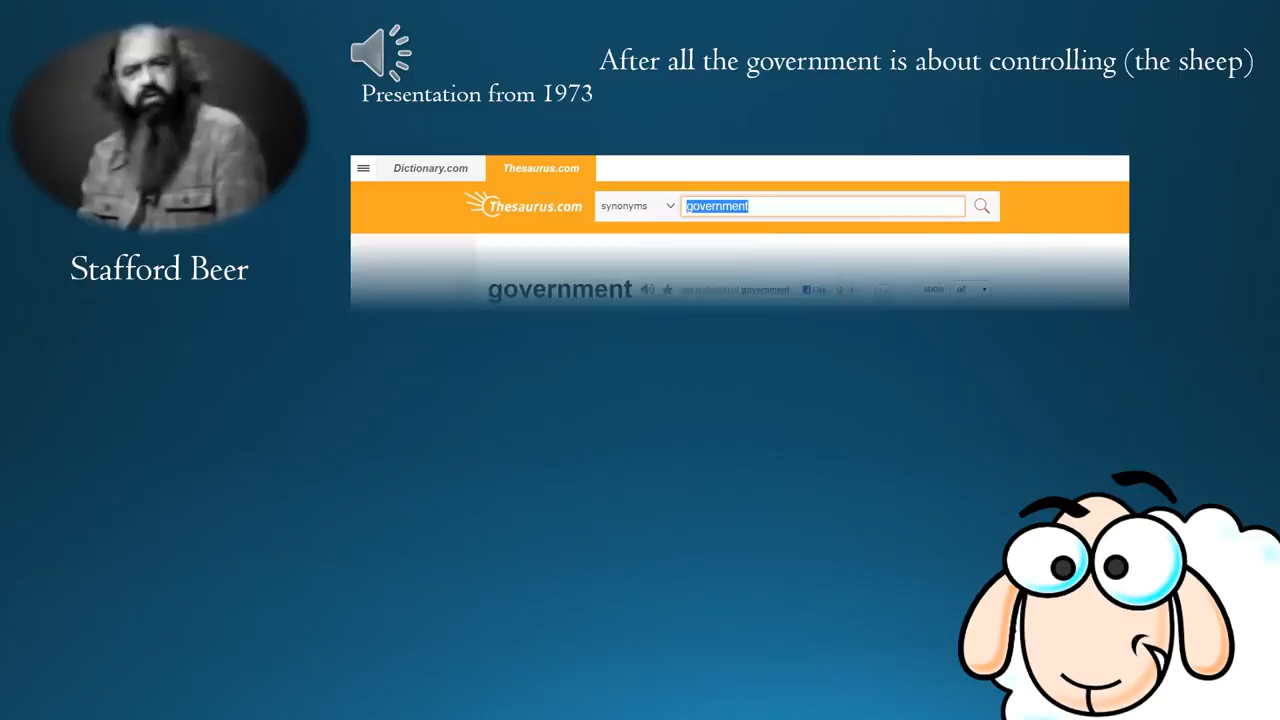 After all the government is about controlling (the sheep)
Presentation from 1973
Dictionary.com
Thesaurus.com
Thesaurus.com
synonyms
government
Stafford Beer
government
government
show
all